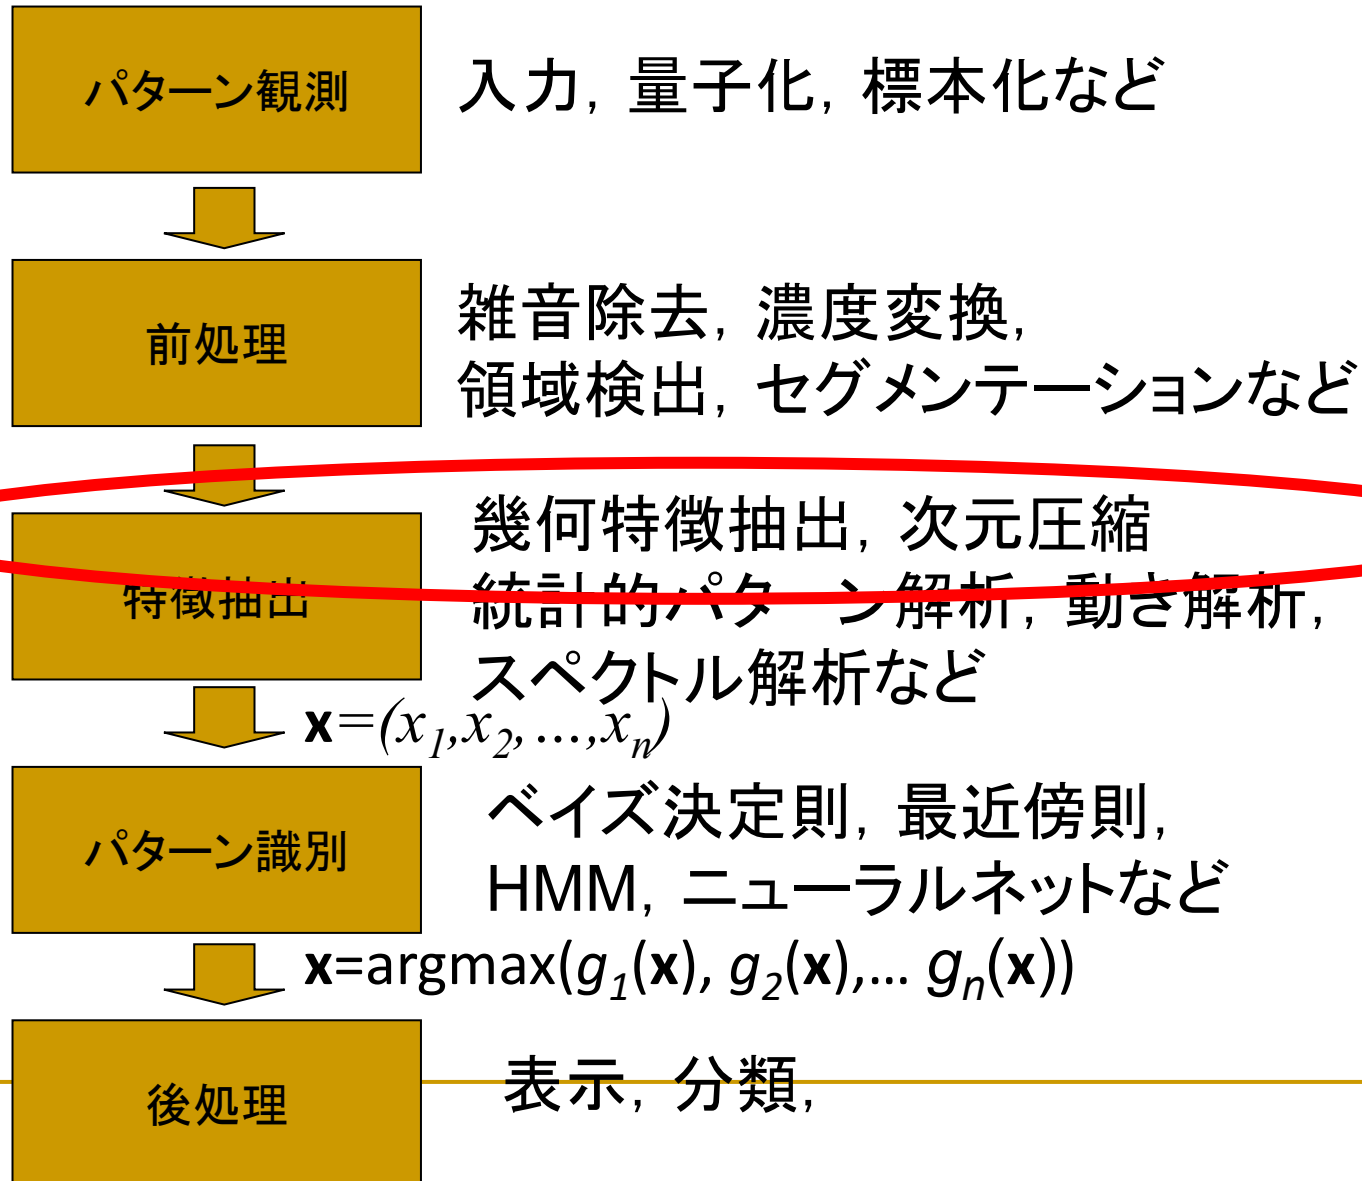 パターン観測
入力，量子化，標本化など
前処理
雑音除去，濃度変換，
領域検出，セグメンテーションなど
特徴抽出
幾何特徴抽出，次元圧縮
統計的パターン解析，動き解析，
スペクトル解析など
x=(x1,x2,…,xn)
パターン識別
ベイズ決定則，最近傍則，
HMM，ニューラルネットなど
x=argmax(g1(x), g2(x),… gn(x))
後処理
表示，分類，